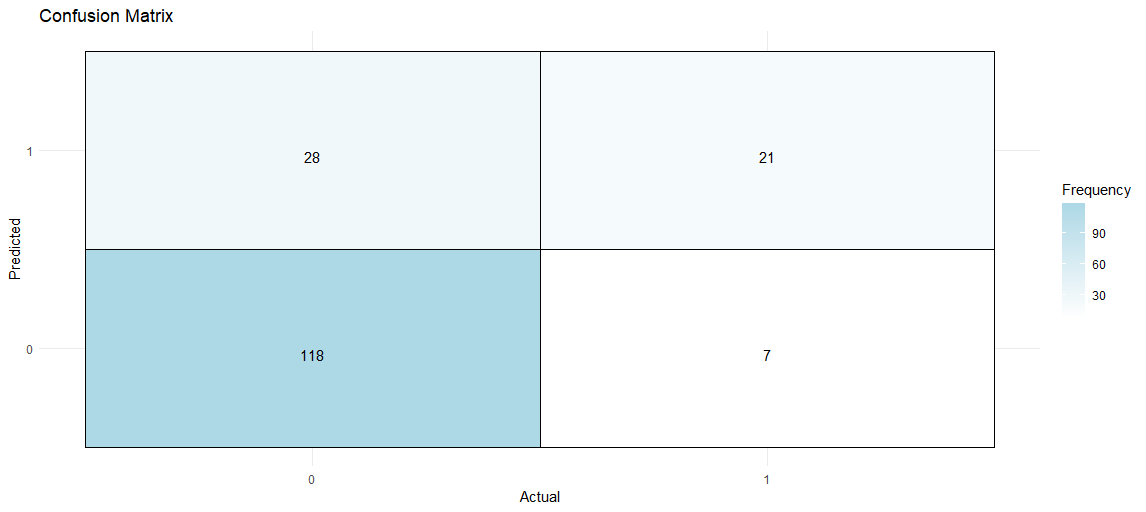 Confusion Matrix
Predicted
1
0
28
21
118
7
0
1
Actual
Frequency
90
60
30